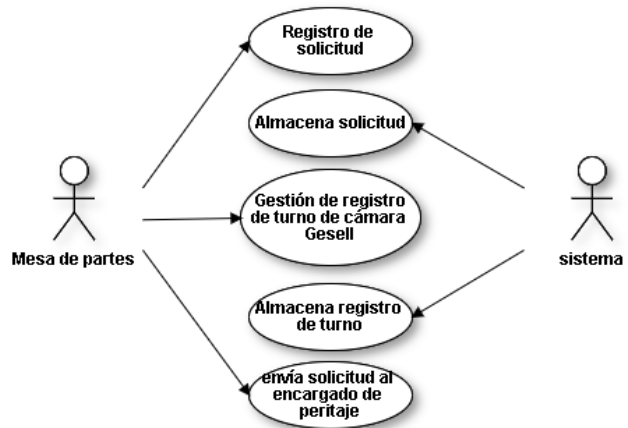 Registro de
solicitud
Almacena solicitud
Gestión de registro
de turno de cámara
Gesell
Mesa de partes
sistema
Almacena registro
de turno
envía solicitud al
encargado de
peritaje